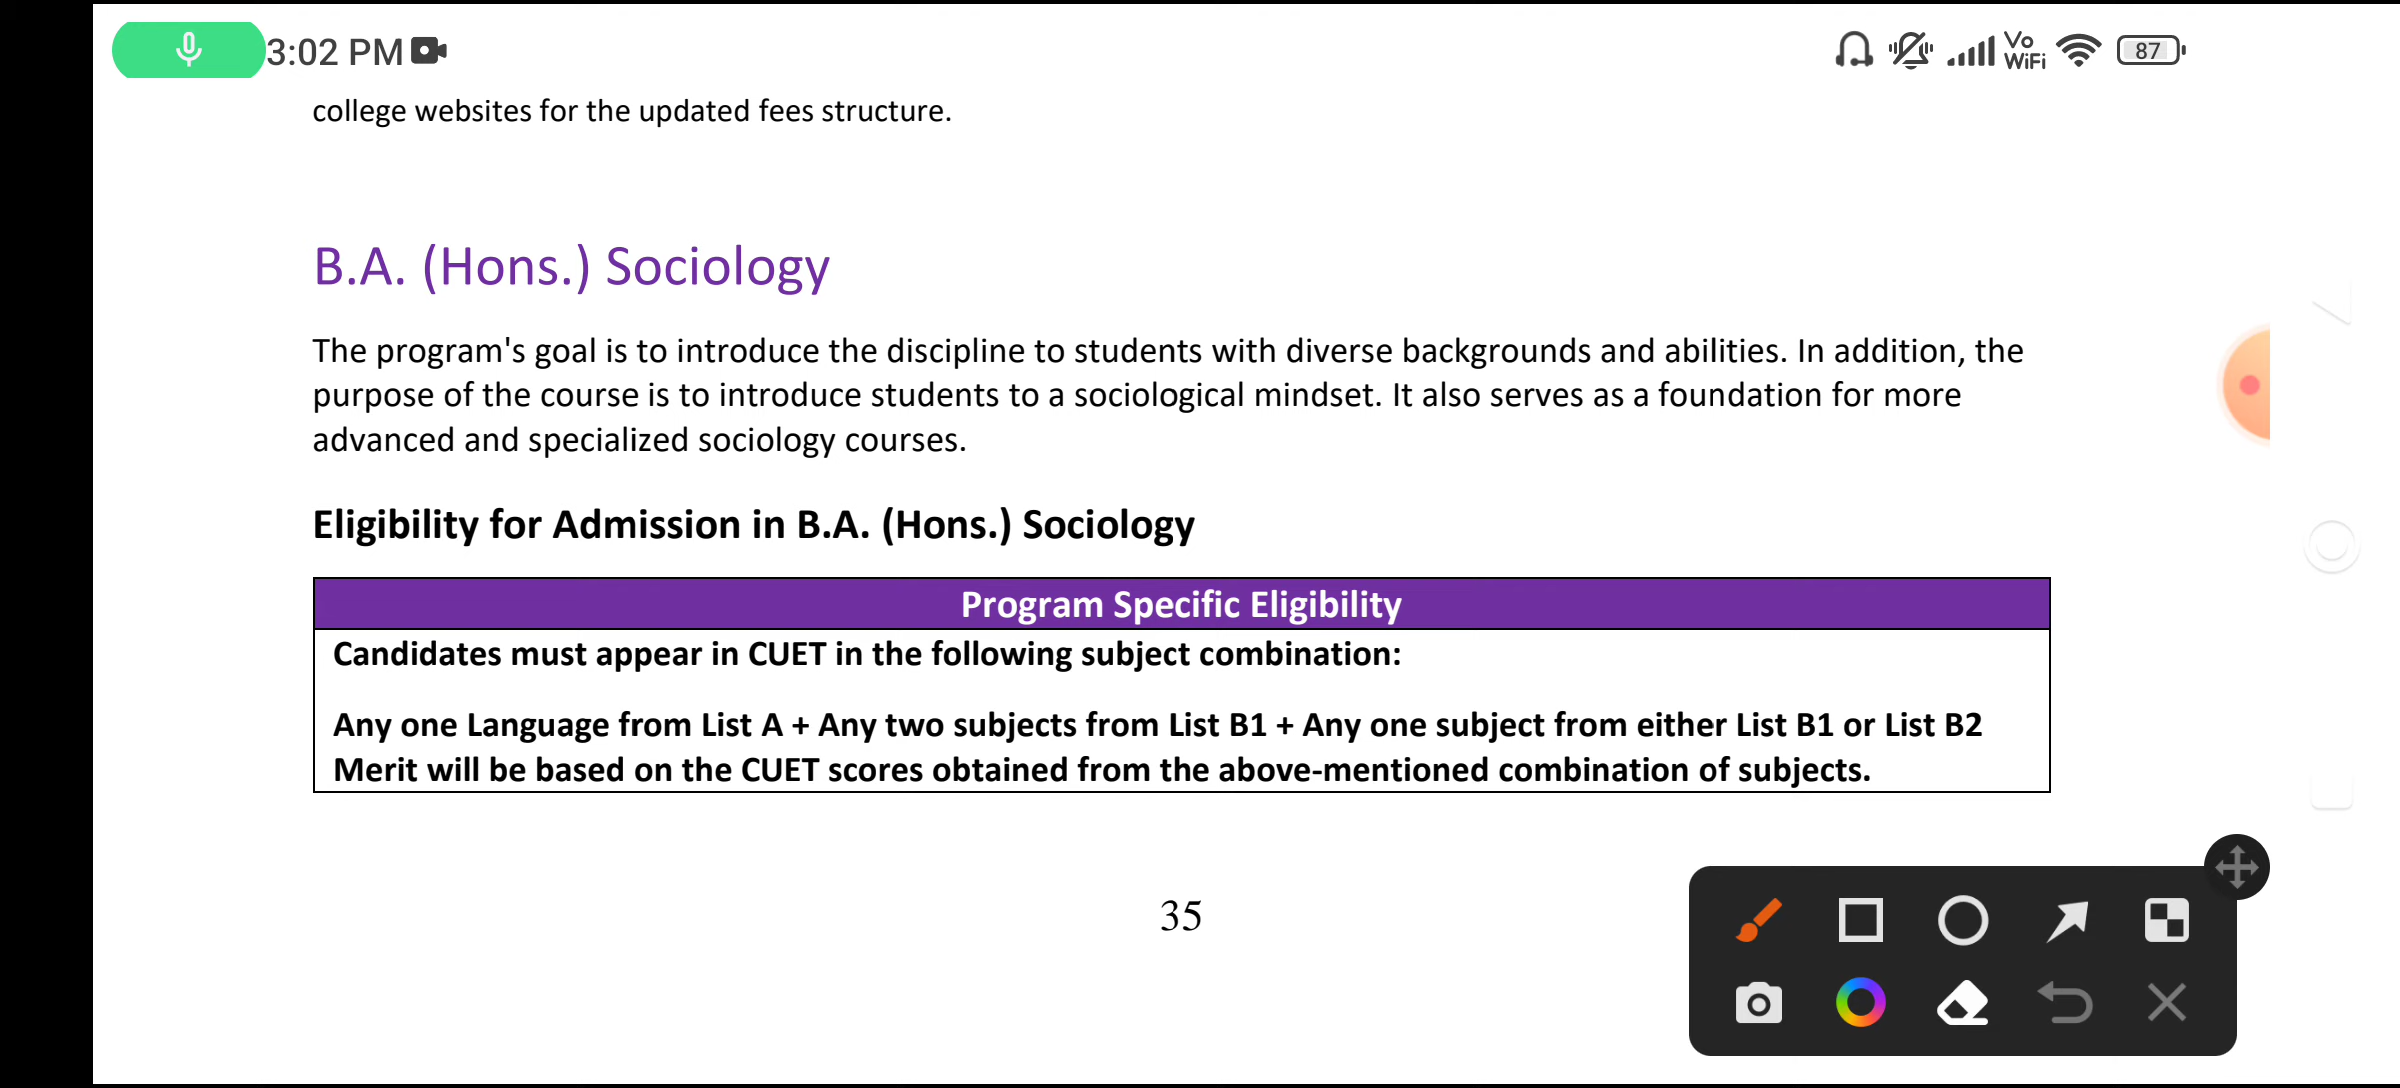 3:02 PM
Vo
WiFi
87
college websites for the updated fees structure.
B.A. (Hons.) Sociology
The program's goal is to introduce the discipline to students with diverse backgrounds and abilities. In addition, the
purpose of the course is to introduce students to a sociological mindset. It also serves as a foundation for more
advanced and specialized sociology courses.
Eligibility for Admission in B.A. (Hons.) Sociology
Program Specific Eligibility
Candidates must appear in CUET in the following subject combination:
Any one Language from List A + Any two subjects from List B1 + Any one subject from either List B1 or List B2
Merit will be based on the CUET scores obtained from the above-mentioned combination of subjects.
35